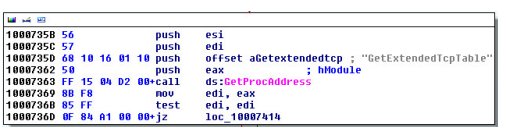 1000735B 56 push esi
1000735C 57 push edi
1000735D 68 10 16 01 10 push offset aGetextendedtcp ; "GetExtendedTcpTable"
10007362 50 push eax ; hModule
10007363 FF 15 04 D2 00+call ds:GetProcAddress
10007369 8B F8 mov edi, eax
1000736B 85 FF test edi, edi
1000736D 0F 84 A1 00 00+jz loc_10007414